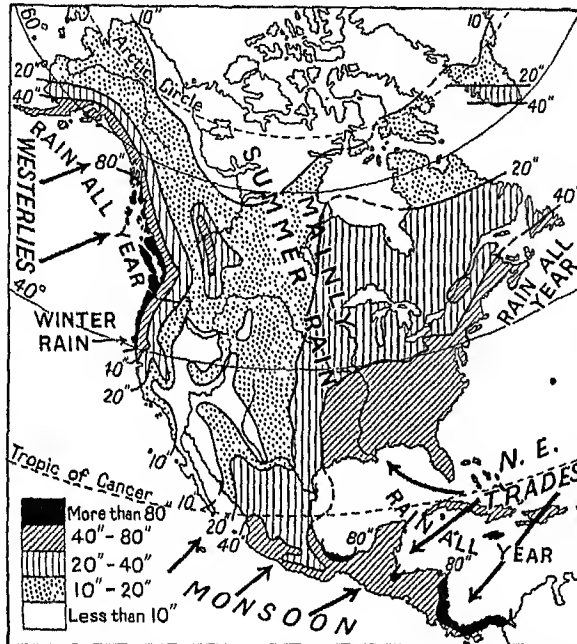 60°
10"
10"
Arctic Circle
20"
40"
20"
40"
RAIN ALL YEAR
WESTERLIES
80"
SUMMER
MAINLY
RAIN
20"
40"
RAIN ALL
YEAR
40°
WINTER
RAIN
10"
20"
10"
Tropic of Cancer
10"
20"
40"
N. E.
TRADES
RAIN ALL YEAR
80"
80"
MONSOON
More than 80"
40"-80"
20"-40"
10"-20"
Less than 10"